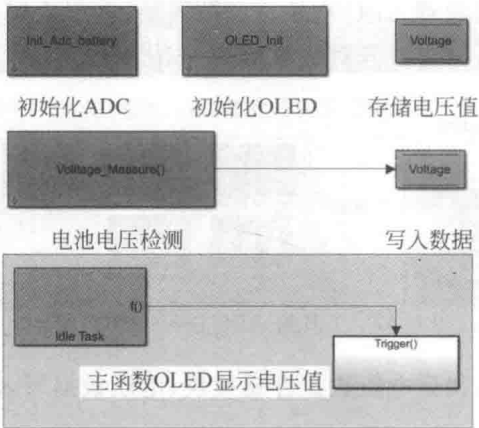 Init_Adc_battery
OLED_Init
Voltage
初始化ADC
初始化OLED
存储电压值
Voltage_Measure()
Voltage
电池电压检测
写入数据
f()
Idle Task
Trigger()
主函数OLED显示电压值